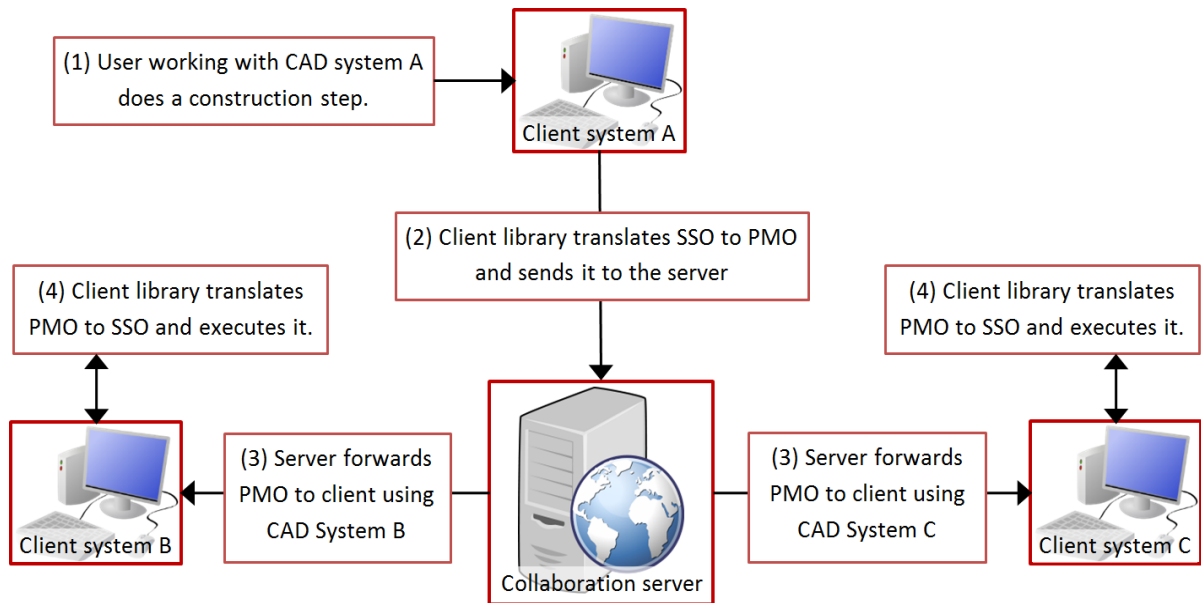 (1) User working with CAD system A
does a construction step.
Client system A
(2) Client library translates SSO to PMO
and sends it to the server
(4) Client library translates
PMO to SSO and executes it.
(4) Client library translates
PMO to SSO and executes it.
Client system B
(3) Server forwards
PMO to client using
CAD System B
Collaboration server
(3) Server forwards
PMO to client using
CAD System C
Client system C